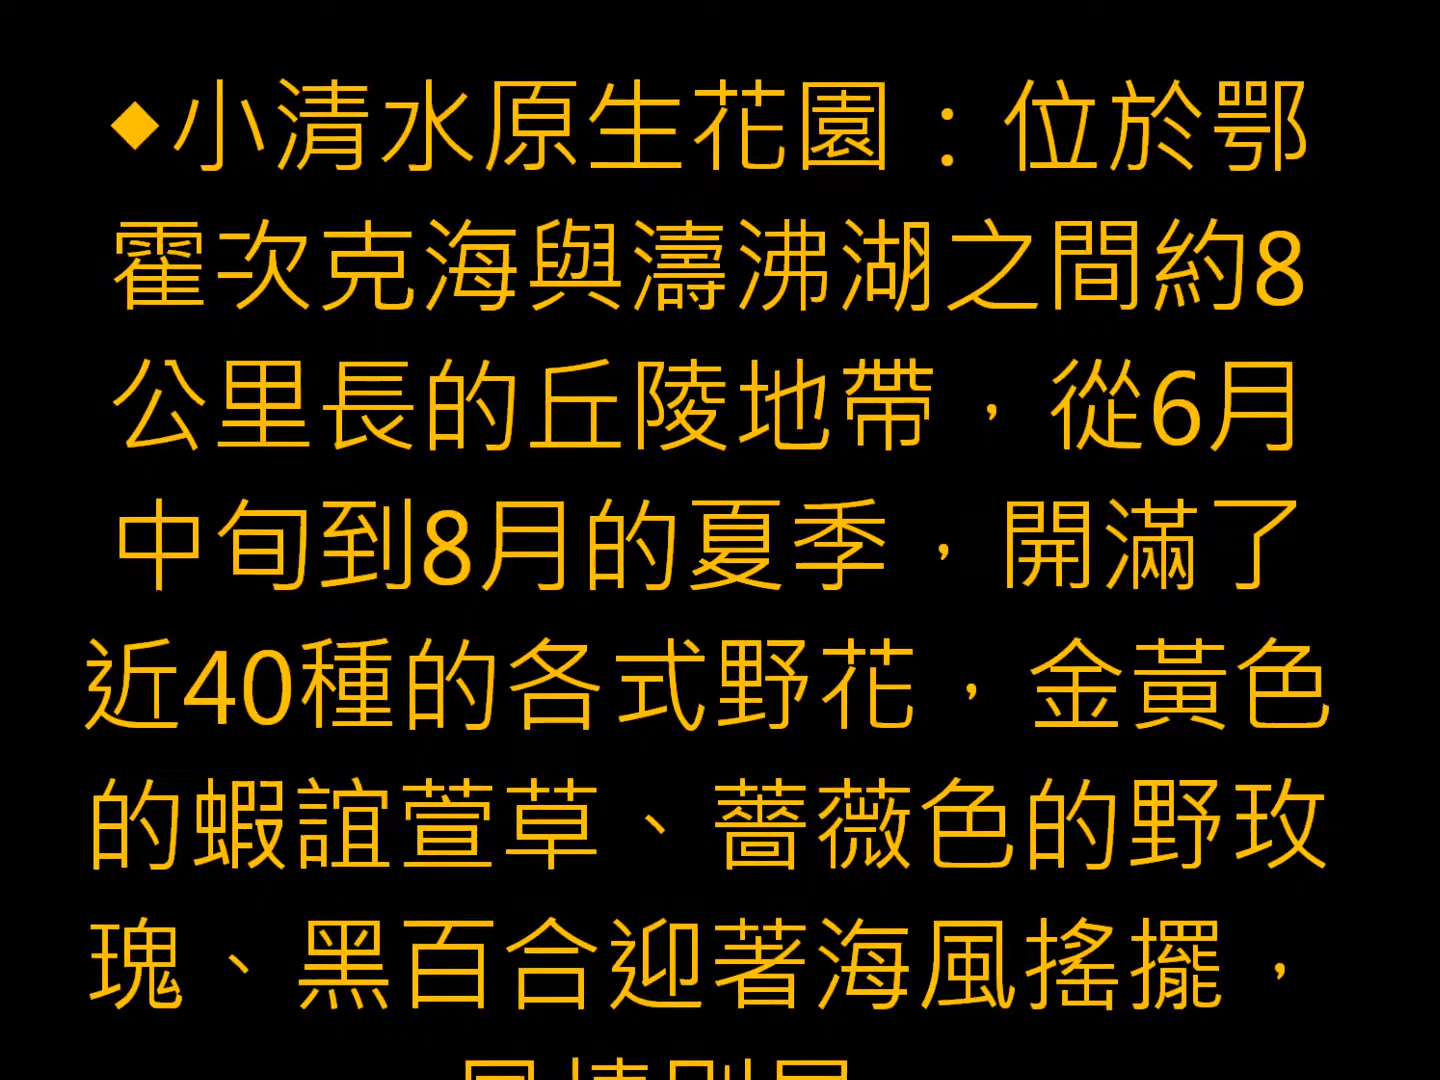 ◆小清水原生花園：位於鄂
霍次克海與濤沸湖之間約8
公里長的丘陵地帶，從6月
中旬到8月的夏季，開滿了
近40種的各式野花，金黃色
的蝦誼萱草、薔薇色的野玫
瑰、黑百合迎著海風搖擺，